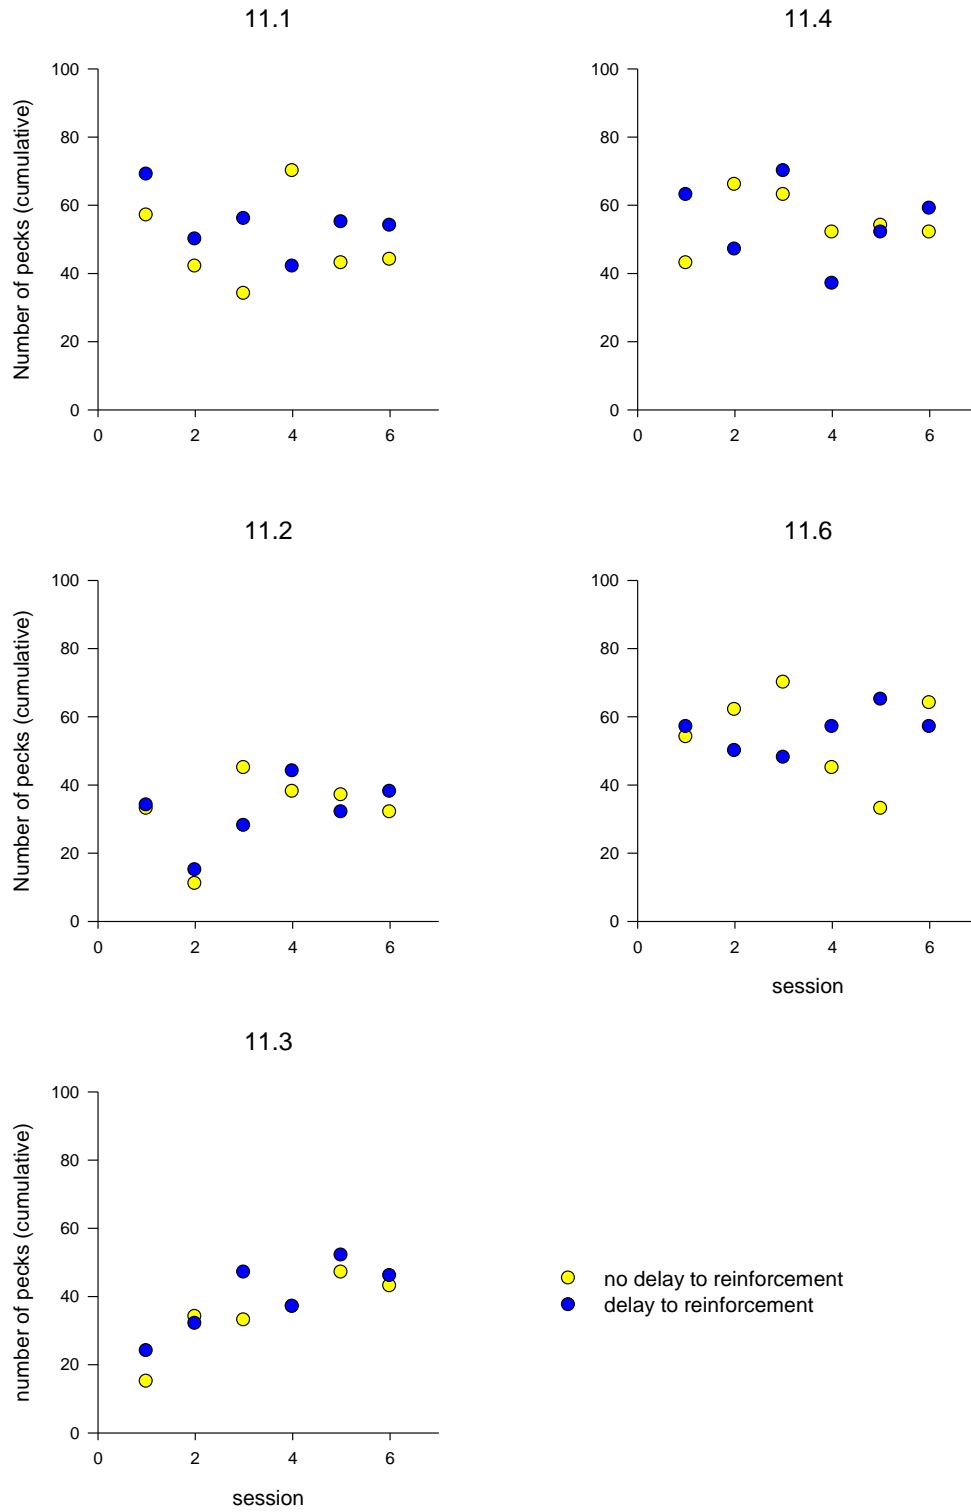 11.1
11.4
Number of pecks (cumulative)
100
80
60
40
20
0
0 2 4 6
100
80
60
40
20
0
0 2 4 6
11.2
11.6
Number of pecks (cumulative)
100
80
60
40
20
0
0 2 4 6
100
80
60
40
20
0
0 2 4 6
session
11.3
number of pecks (cumulative)
100
80
60
40
20
0
0 2 4 6
session
no delay to reinforcement
delay to reinforcement